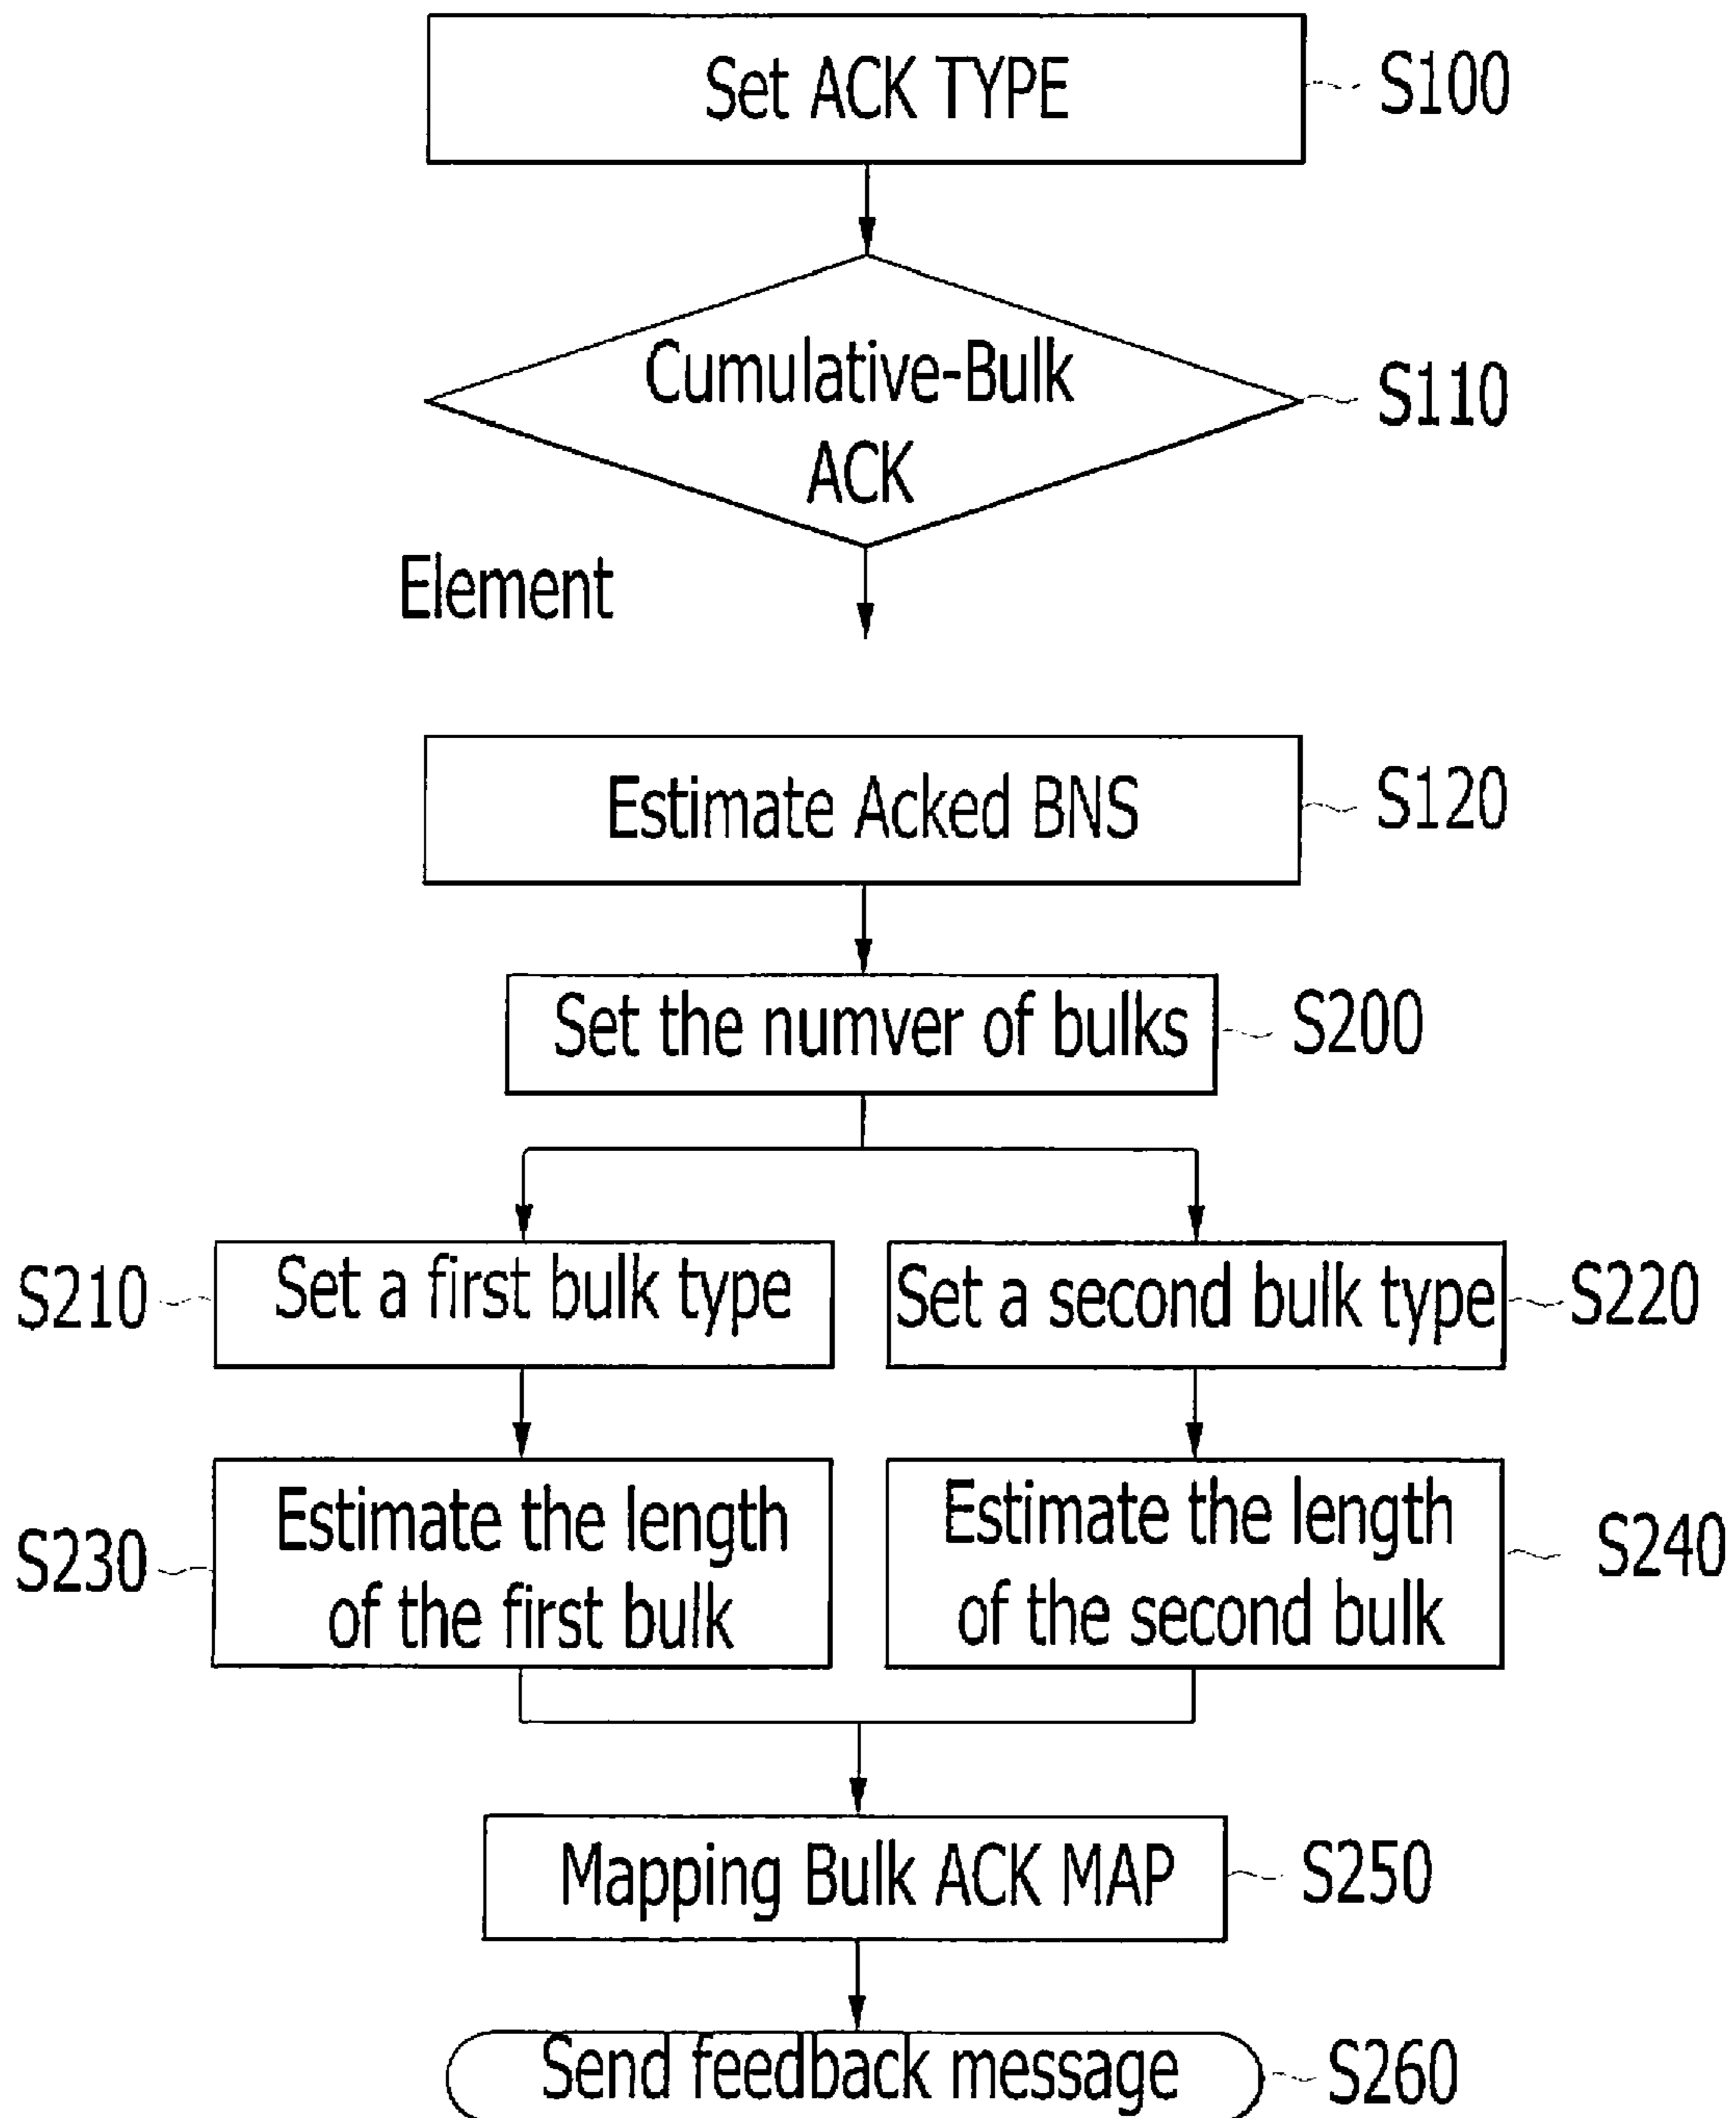 Set ACK TYPE
S100
Cumulative-Bulk
ACK
S110
Element
Estimate Acked BNS
S120
Set the numver of bulks
S200
S210
Set a first bulk type
Set a second bulk type
S220
S230
Estimate the length
of the first bulk
Estimate the length
of the second bulk
S240
Mapping Bulk ACK MAP
S250
Send feedback message
S260